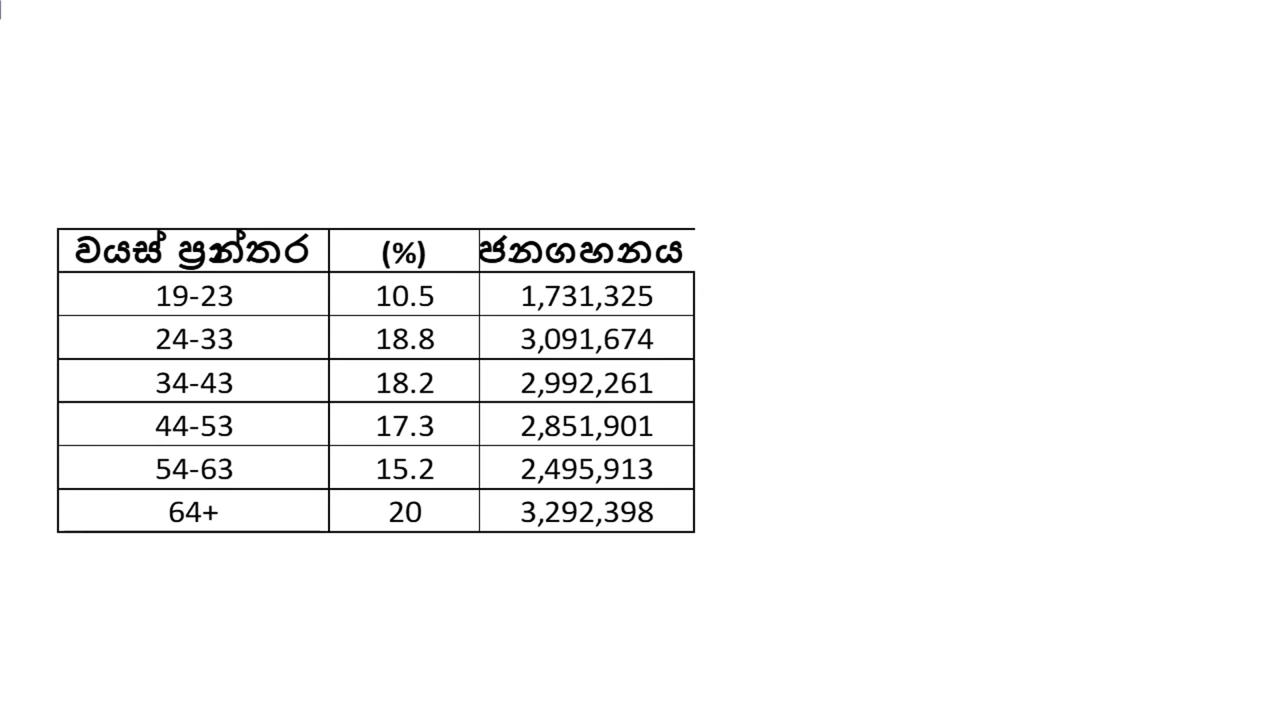 වයස් ප්‍රන්තර (%) ජනගහනය
19-23 10.5 1,731,325
24-33 18.8 3,091,674
34-43 18.2 2,992,261
44-53 17.3 2,851,901
54-63 15.2 2,495,913
64+ 20 3,292,398